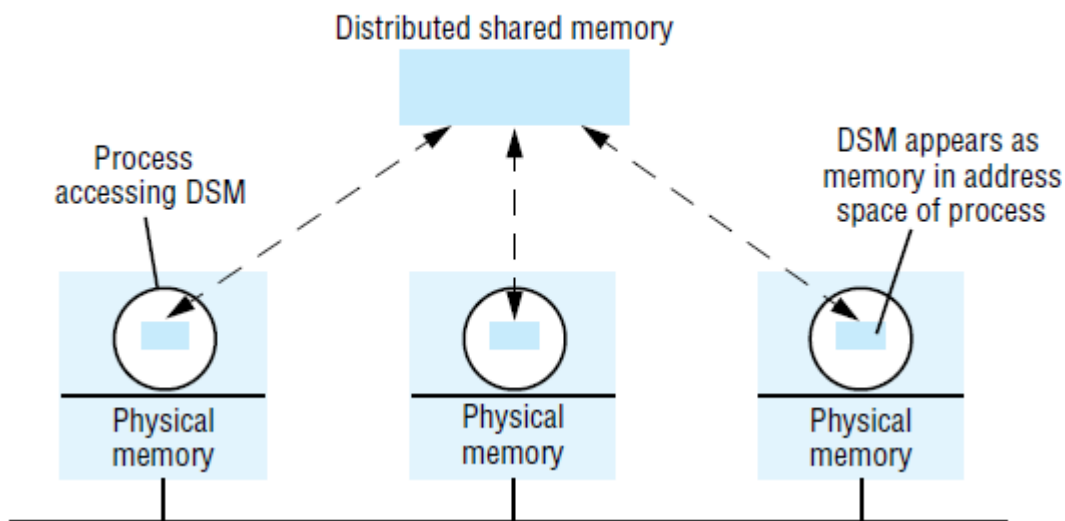 Distributed shared memory
Process
accessing DSM
DSM appears as
memory in address
space of process
Physical
memory
Physical
memory
Physical
memory